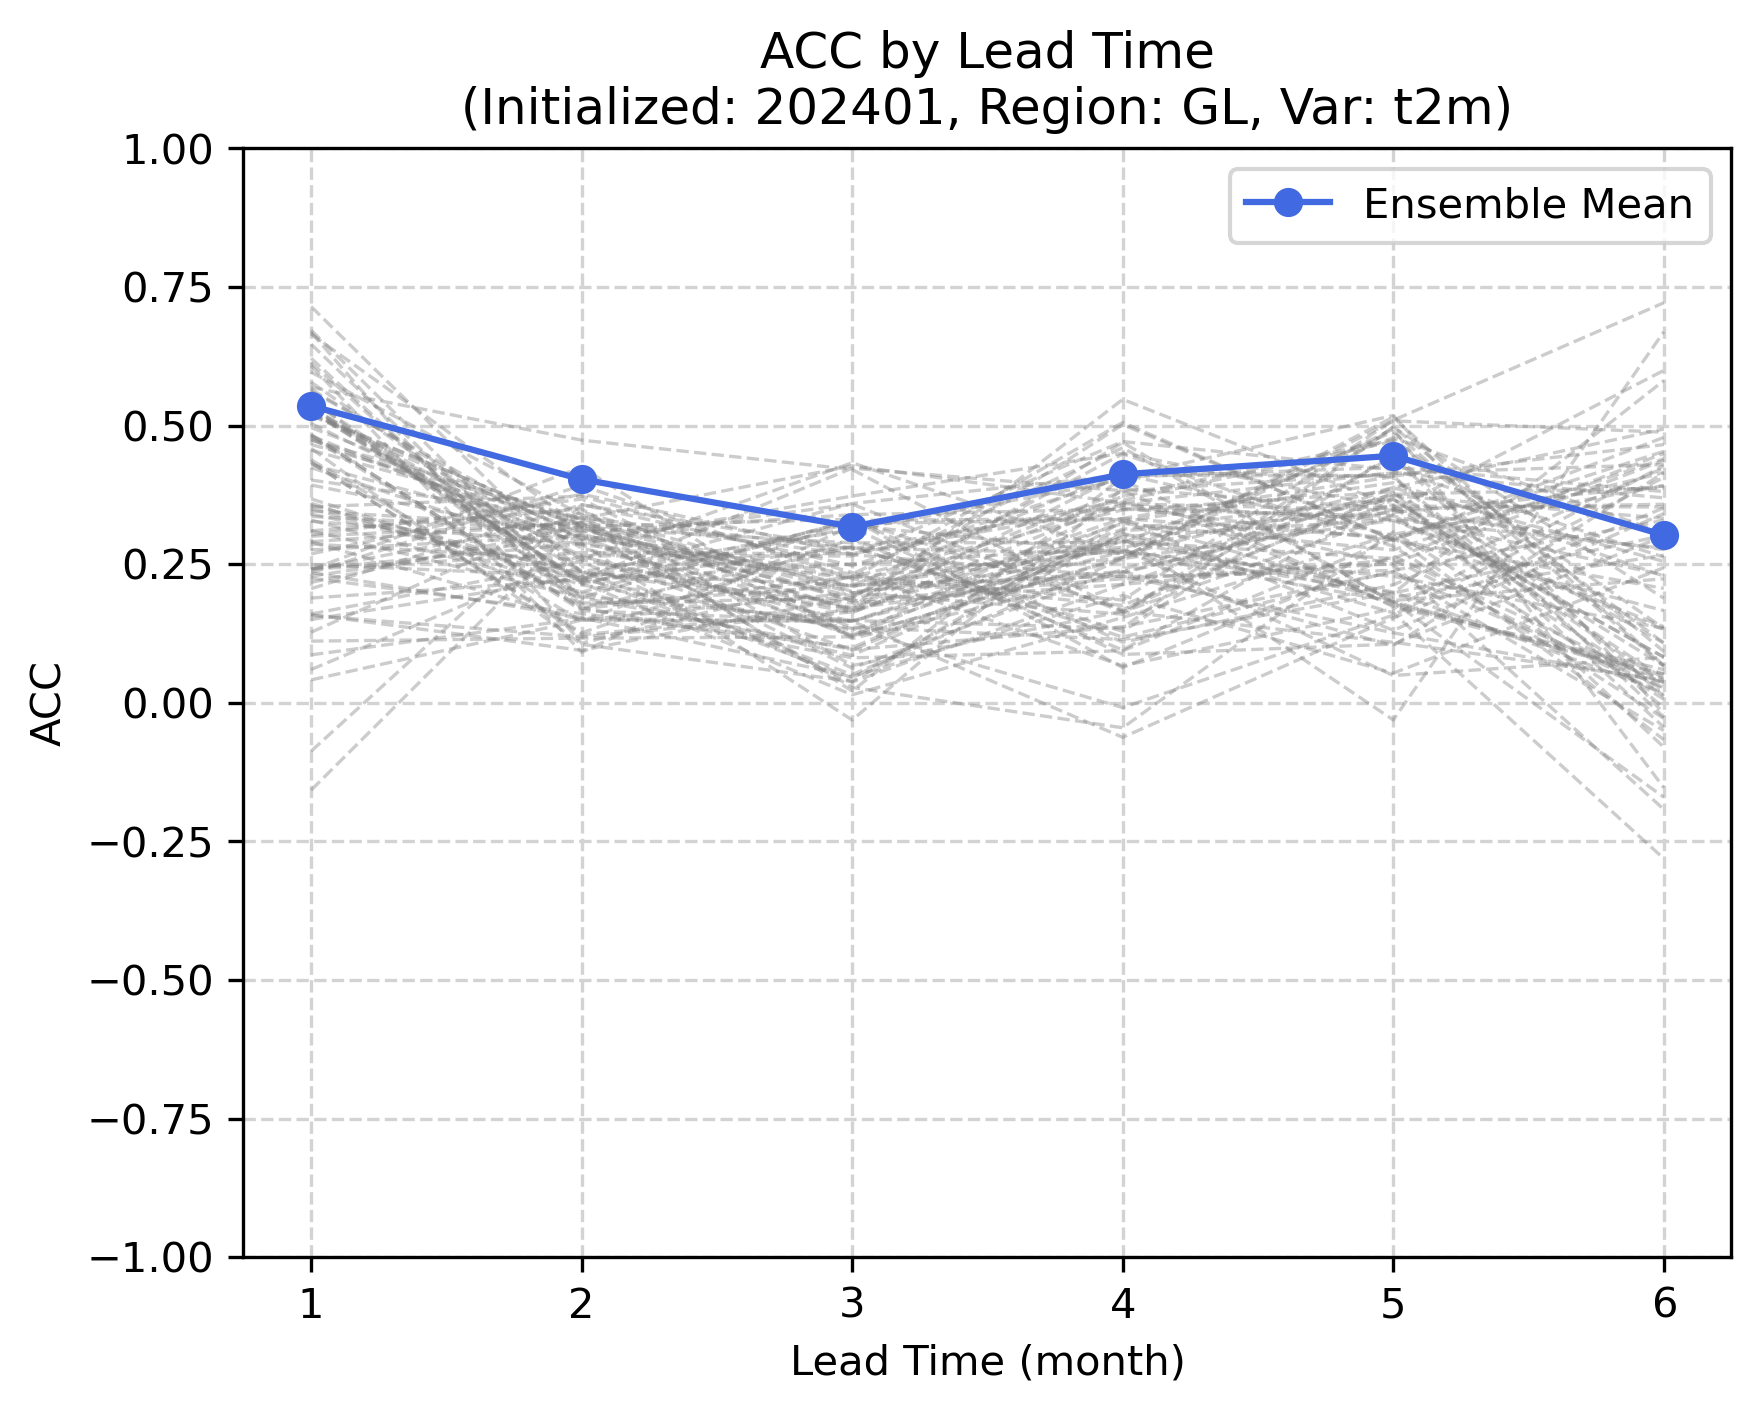 ACC by Lead Time
(Initialized: 202401, Region: GL, Var: t2m)
Ensemble Mean
ACC
1.00
0.75
0.50
0.25
0.00
−0.25
−0.50
−0.75
−1.00
1 2 3 4 5 6
Lead Time (month)